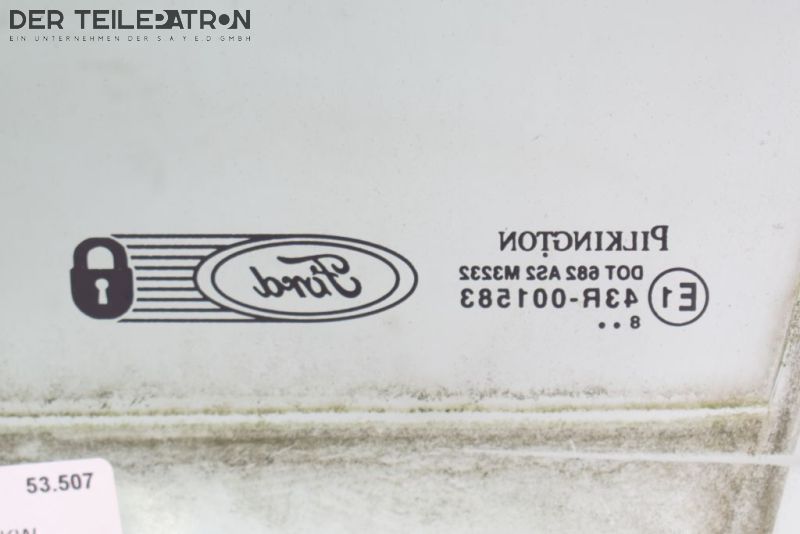 DER TEILEPATRON
EIN UNTERNEHMEN DER S A Y E.D GMBH
Ford
PILKINGTON
DOT 682 AS2 M3232
E1 43R-001583
8 ..
53.507